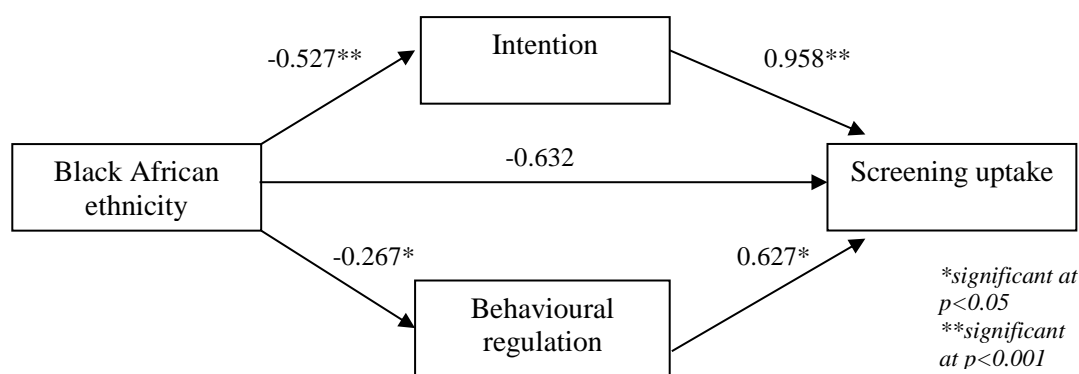 Intention
-0.527**
0.958**
Black African
ethnicity
-0.632
Screening uptake
-0.267*
0.627*
Behavioural
regulation
*significant at
p<0.05
**significant
at p<0.001